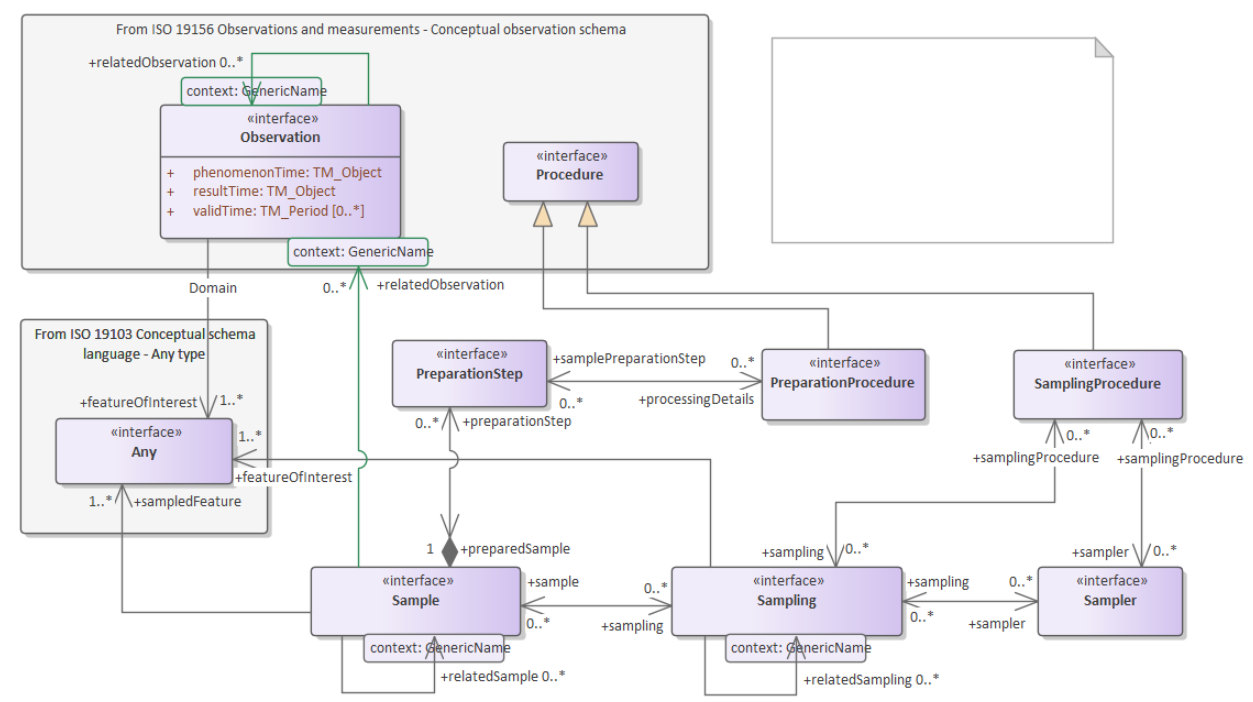 From ISO 19156 Observations and measurements - Conceptual observation schema
+relatedObservation 0..*
context: GenericName
«interface»
Observation
+ phenomenonTime: TM_Object
+ resultTime: TM_Object
+ validTime: TM_Period [0..*]
«interface»
Procedure
context: GenericName
Domain
0..*
+relatedObservation
From ISO 19103 Conceptual schema
language - Any type
+featureOfInterest
1..*
«interface»
Any
1..*
+featureOfInterest
1..*
+sampledFeature
«interface»
PreparationStep
+samplePreparationStep
0..*
0..*
+processingDetails
«interface»
PreparationProcedure
«interface»
SamplingProcedure
0..*
+preparationStep
0..*
+samplingProcedure
0..*
+samplingProcedure
1
+preparedSample
+sampling
0..*
+sampler
0..*
«interface»
Sample
+sample
0..*
0..*
+sampling
«interface»
Sampling
+sampling
0..*
0..*
+sampler
«interface»
Sampler
context: GenericName
+relatedSample 0..*
context: GenericName
+relatedSampling 0..*